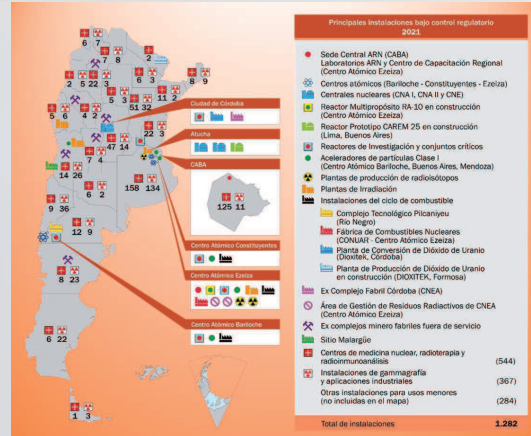 6 7
7 8
2
2 5 22 3
6 3
8 9
5 3
11 2
5 6
4 2
51 32
47 14
22 3
7 4
14 26
6 2
158 134
9 36
12 9
8 23
6 22
1 3
Ciudad de Córdoba
Atucha
CABA
125 11
Centro Atómico Constituyentes
Centro Atómico Ezeiza
Centro Atómico Bariloche
Principales instalaciones bajo control regulatorio
2021
Sede Central ARN (CABA)
Laboratorios ARN y Centro de Capacitación Regional
(Centro Atómico Ezeiza)
Centros atómicos (Bariloche - Constituyentes - Ezeiza)
Centrales nucleares (CNA I, CNA II y CNE)
Reactor Multipropósito RA-10 en construcción
(Centro Atómico Ezeiza)
Reactor Prototipo CAREM 25 en construcción
(Lima, Buenos Aires)
Reactores de Investigación y conjuntos críticos
Aceleradores de partículas Clase I
(Centro Atómico Bariloche, Buenos Aires, Mendoza)
Plantas de producción de radioisótopos
Plantas de Irradiación
Instalaciones del ciclo de combustible
Complejo Tecnológico Pilcaniyeu
(Río Negro)
Fábrica de Combustibles Nucleares
(CONUAR - Centro Atómico Ezeiza)
Planta de Conversión de Dióxido de Uranio
(Dioxitek, Córdoba)
Planta de Producción de Dióxido de Uranio
en construcción (DIOXITEK, Formosa)
Ex Complejo Fabril Córdoba (CNEA)
Área de Gestión de Residuos Radiactivos de CNEA
(Centro Atómico Ezeiza)
Ex complejos minero fabriles fuera de servicio
Sitio Malargüe
Centros de medicina nuclear, radioterapia y
radioinmunoanálisis (544)
Instalaciones de gammagrafía
y aplicaciones industriales (367)
Otras instalaciones para usos menores
(no incluidas en el mapa) (284)
Total de instalaciones 1.282